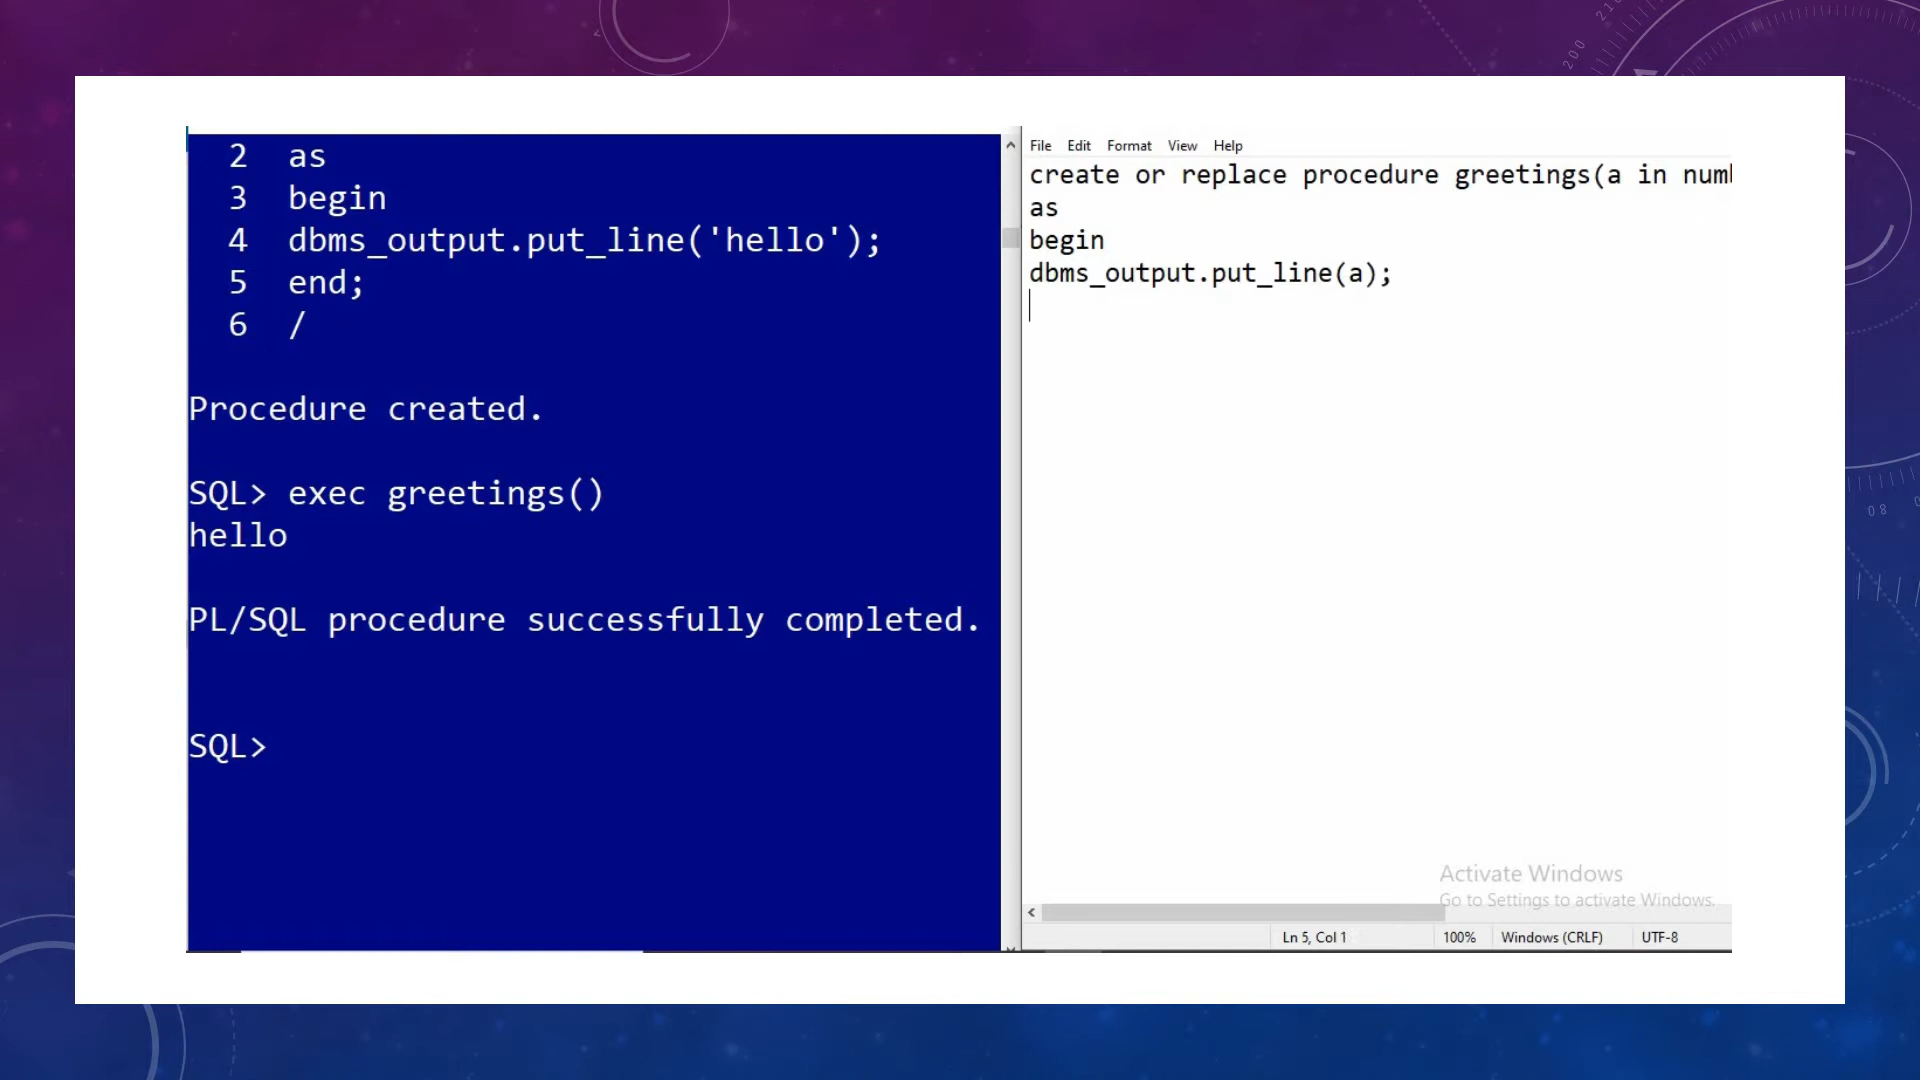 2 as
3 begin
4 dbms_output.put_line('hello');
5 end;
6 /
Procedure created.
SQL> exec greetings()
hello
PL/SQL procedure successfully completed.
SQL>
File Edit Format View Help
create or replace procedure greetings(a in num
as
begin
dbms_output.put_line(a);
Activate Windows
Go to Settings to activate Windows.
Ln 5, Col 1 100% Windows (CRLF) UTF-8
200
80